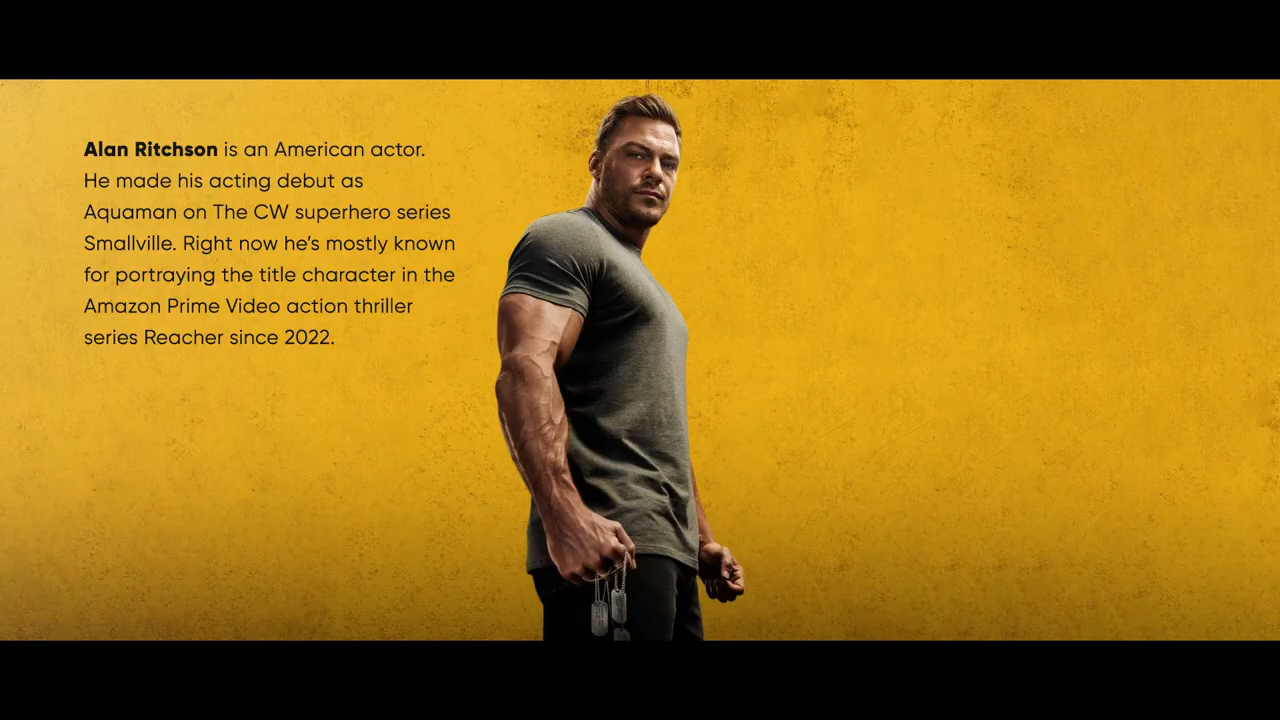 Alan Ritchson is an American actor.
He made his acting debut as
Aquaman on The CW superhero series
Smallville. Right now he's mostly known
for portraying the title character in the
Amazon Prime Video action thriller
series Reacher since 2022.